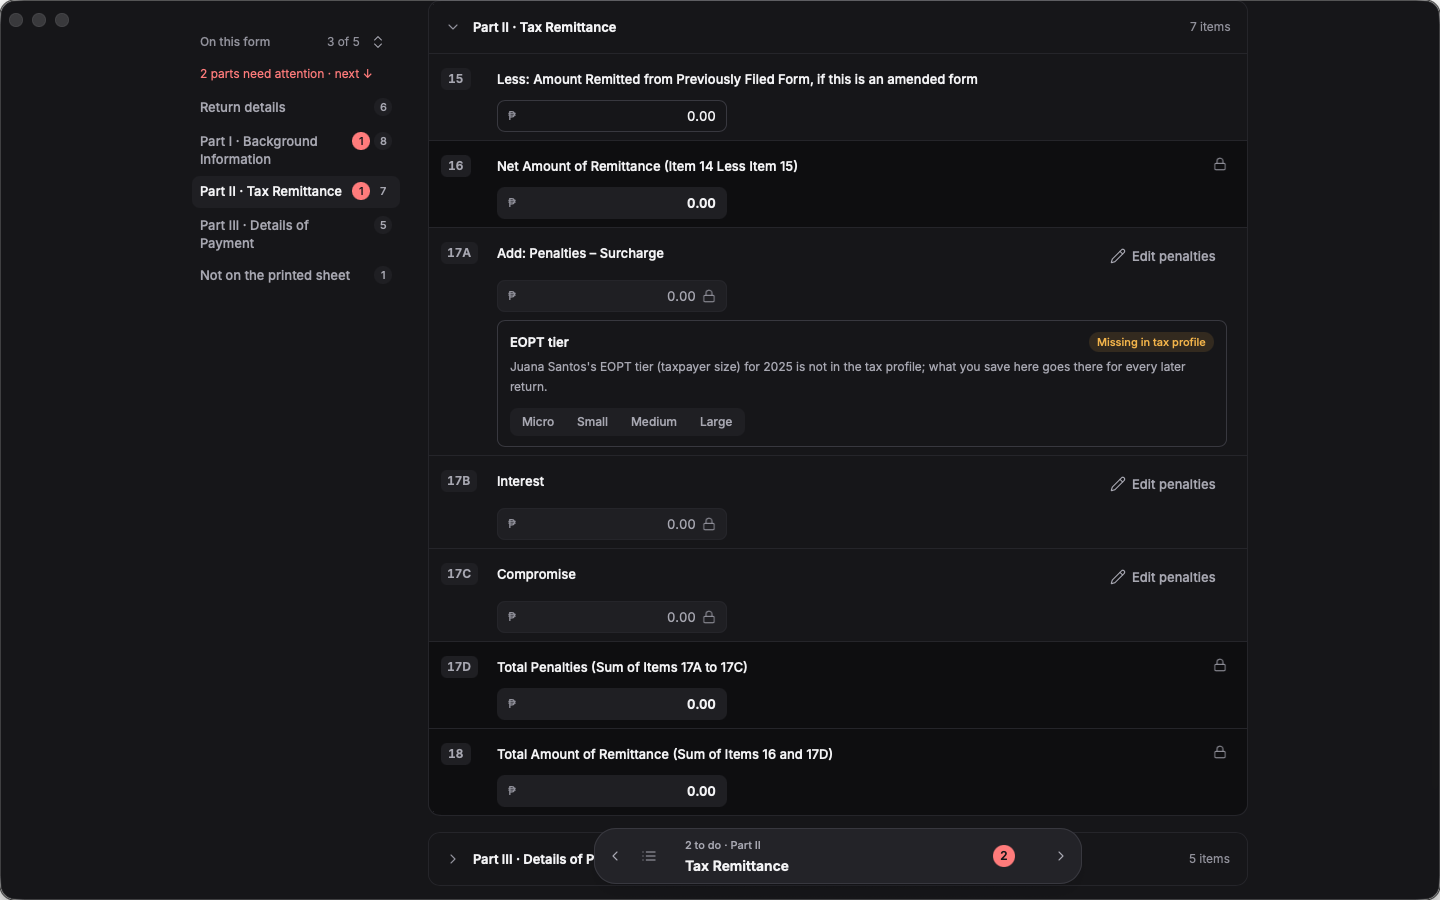 On this form
3 of 5
2 parts need attention · next ↓
Return details
6
Part I · Background
Information
1
8
Part II · Tax Remittance
1
7
Part III · Details of
Payment
5
Not on the printed sheet
1
Part II · Tax Remittance
7 items
15
Less: Amount Remitted from Previously Filed Form, if this is an amended form
₱ 0.00
16
Net Amount of Remittance (Item 14 Less Item 15)
₱ 0.00
17A
Add: Penalties – Surcharge
Edit penalties
₱ 0.00
EOPT tier
Missing in tax profile
Juana Santos's EOPT tier (taxpayer size) for 2025 is not in the tax profile; what you save here goes there for every later
return.
Micro Small Medium Large
17B
Interest
Edit penalties
₱ 0.00
17C
Compromise
Edit penalties
₱ 0.00
17D
Total Penalties (Sum of Items 17A to 17C)
₱ 0.00
18
Total Amount of Remittance (Sum of Items 16 and 17D)
₱ 0.00
Part III · Details of P
5 items
2 to do · Part II
Tax Remittance
2